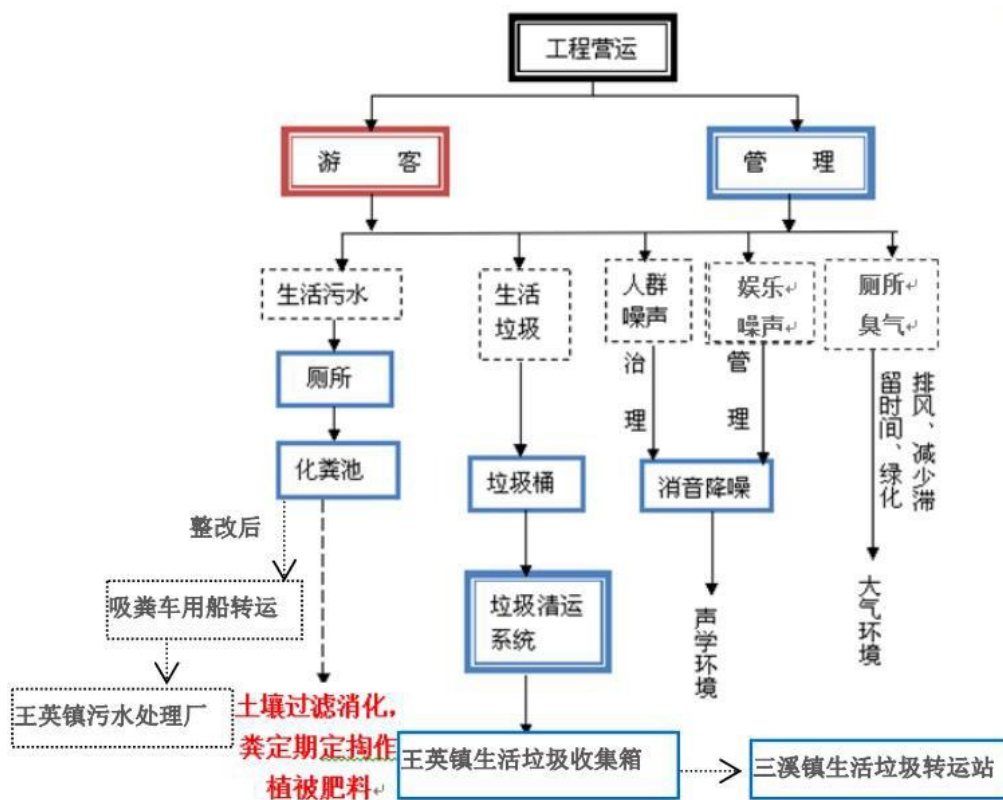 工程营运
游 客
管 理
生活污水
生活
垃圾
人群
噪声
娱乐
噪声
厕所
臭气
厕所
治理
管理
排风、减少滞
留时间、绿化
化粪池
垃圾桶
消音降噪
整改后
吸粪车用船转运
垃圾清运
系统
声学环境
大气环境
王英镇污水处理厂
土壤过滤消化，
粪定期定掏作
植被肥料
王英镇生活垃圾收集箱
三溪镇生活垃圾转运站